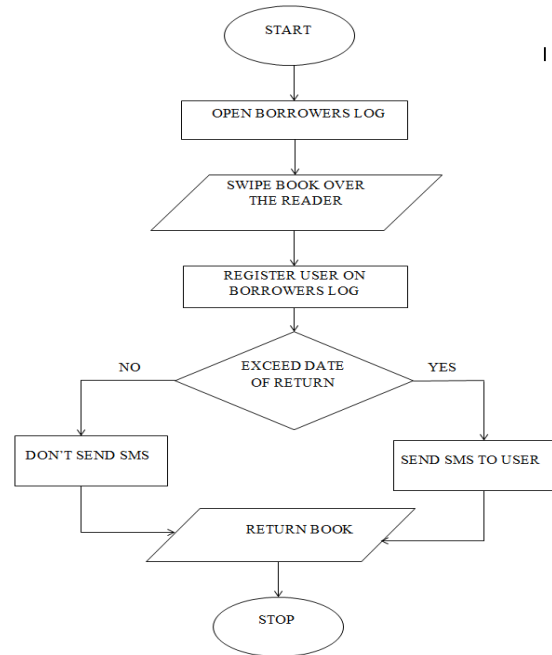 START
OPEN BORROWERS LOG
SWIPE BOOK OVER
THE READER
REGISTER USER ON
BORROWERS LOG
EXCEED DATE
OF RETURN
NO
YES
DON'T SEND SMS
SEND SMS TO USER
RETURN BOOK
STOP